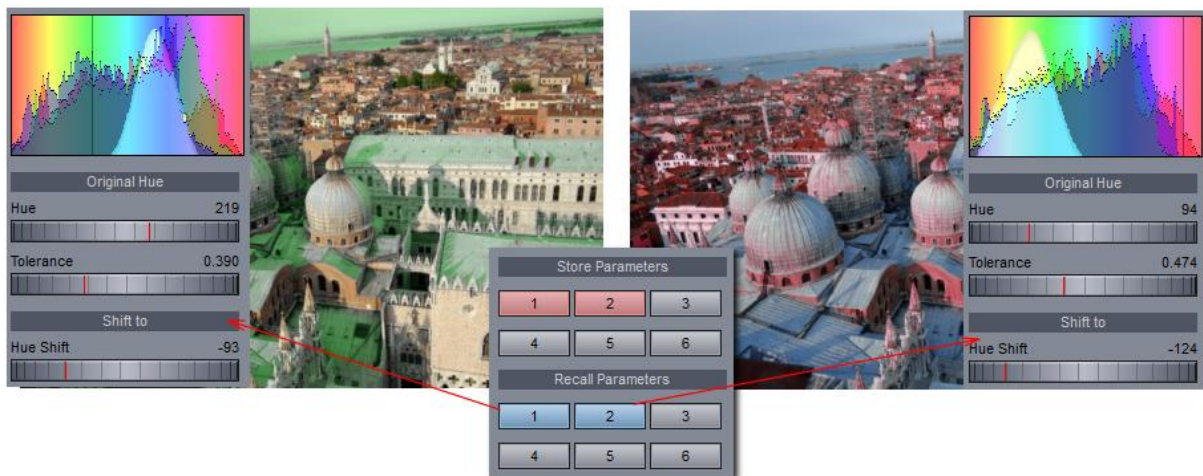 Original Hue
Hue 219
Tolerance 0.390
Shift to
Hue Shift -93
Store Parameters
1 2 3
4 5 6
Recall Parameters
1 2 3
4 5 6
Original Hue
Hue 94
Tolerance 0.474
Shift to
Hue Shift -124